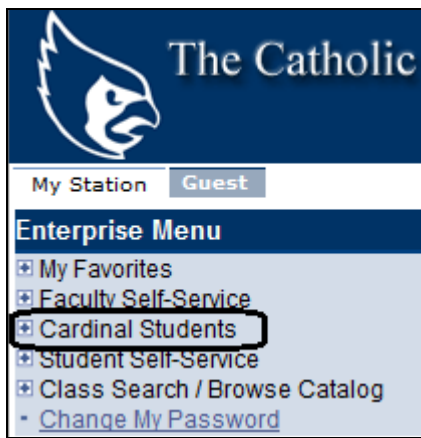 The Catholic
My Station Guest
Enterprise Menu
My Favorites
Faculty Self-Service
Cardinal Students
Student Self-Service
Class Search / Browse Catalog
Change My Password